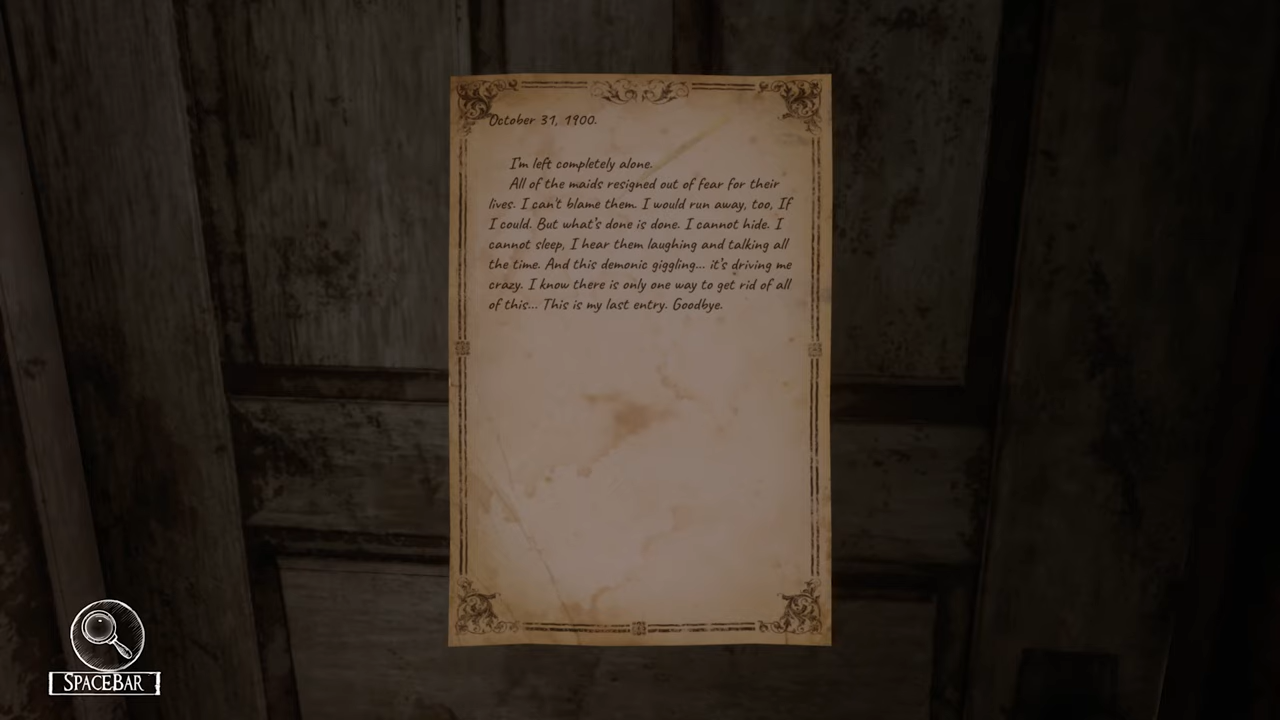 October 31, 1900.
I'm left completely alone.
All of the maids resigned out of fear for their
lives. I can't blame them. I would run away, too, If
I could. But what's done is done. I cannot hide. I
cannot sleep, I hear them laughing and talking all
the time. And this demonic giggling... it's driving me
crazy. I know there is only one way to get rid of all
of this... This is my last entry. Goodbye.
SPACEBAR